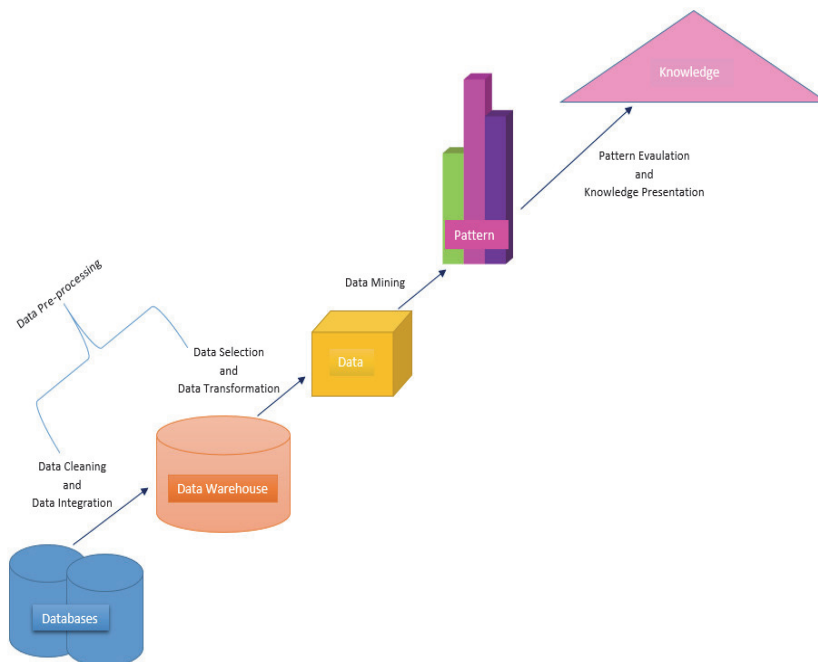 Knowledge
Pattern Evaulation
and
Knowledge Presentation
Pattern
Data Mining
Data Pre-processing
Data Selection
and
Data Transformation
Data
Data Cleaning
and
Data Integration
Data Warehouse
Databases